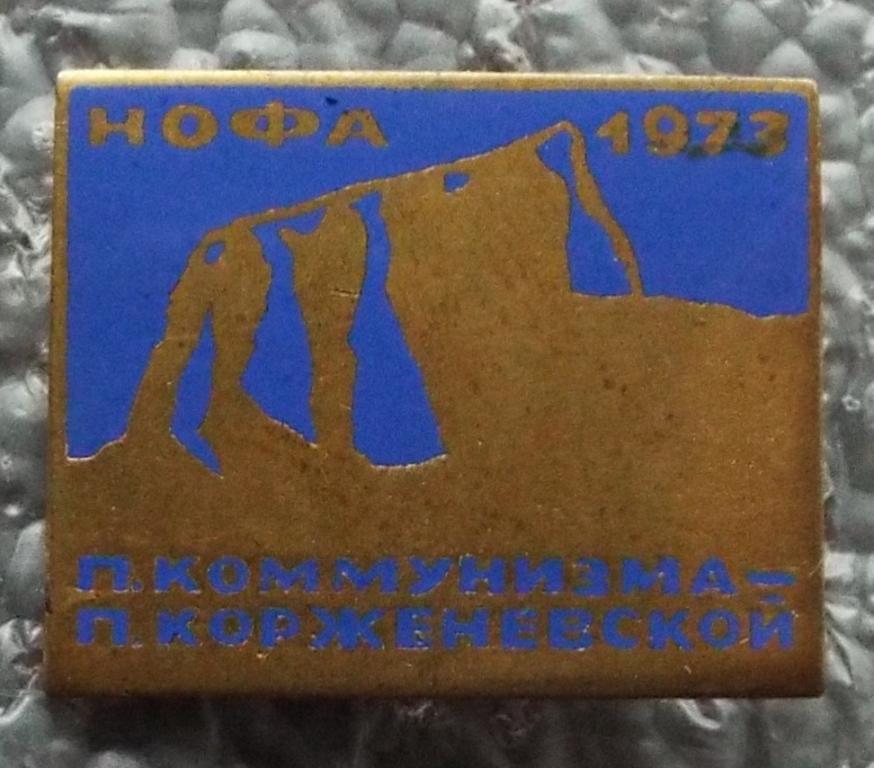 НОФА 1973
П. КОММУНИЗМА —
П. КОРЖЕНЕВСКОЙ